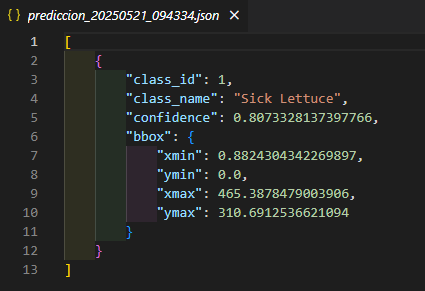 { } prediccion_20250521_094334.json ×
1 [
2 {
3 "class_id": 1,
4 "class_name": "Sick Lettuce",
5 "confidence": 0.8073328137397766,
6 "bbox": {
7 "xmin": 0.8824304342269897,
8 "ymin": 0.0,
9 "xmax": 465.3878479003906,
10 "ymax": 310.6912536621094
11 }
12 }
13 ]